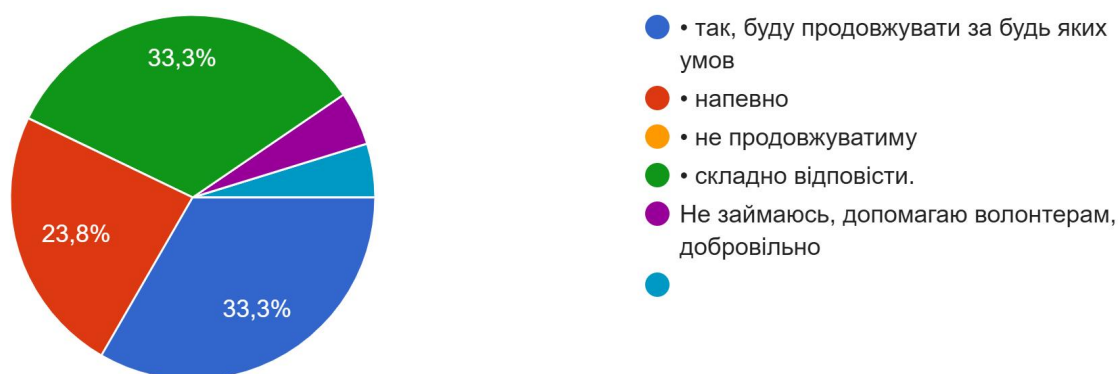 33,3%
23,8%
33,3%
• так, буду продовжувати за будь яких
умов
• напевно
• не продовжуватиму
• складно відповісти.
Не займаюсь, допомагаю волонтерам,
добровільно